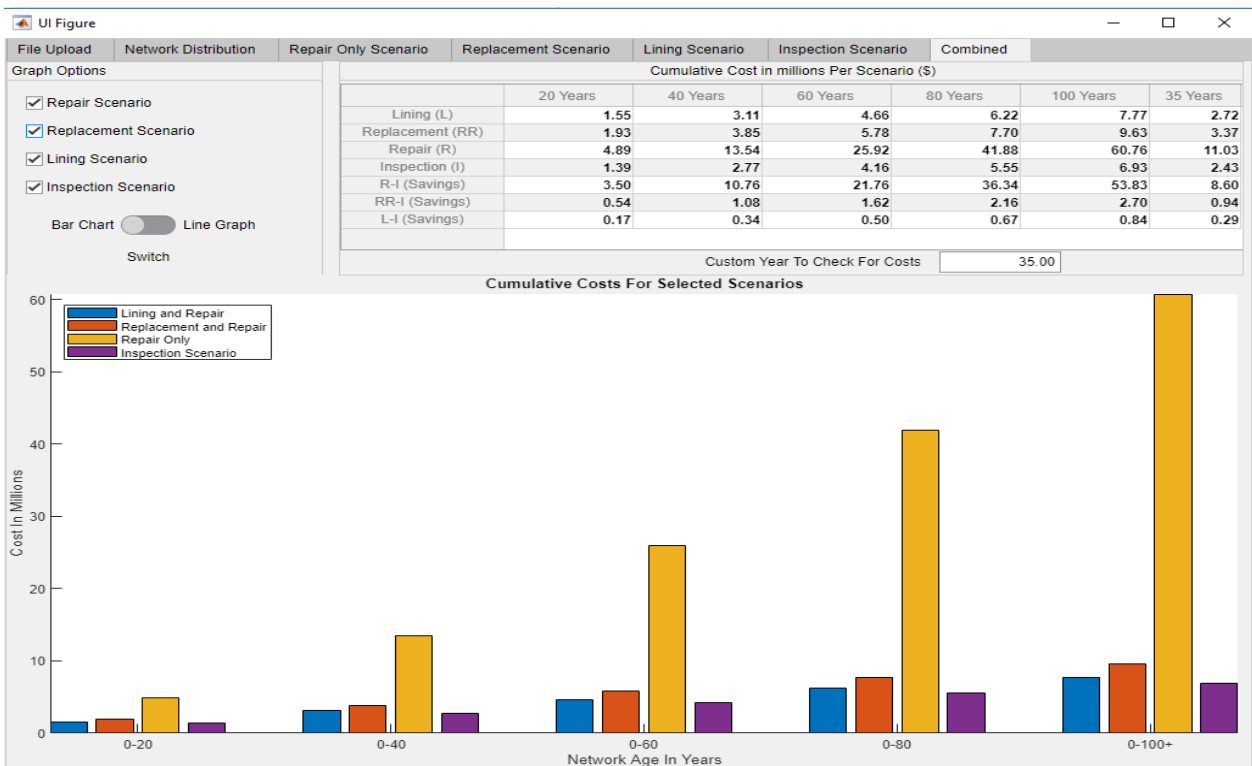 UI Figure
File Upload Network Distribution Repair Only Scenario Replacement Scenario Lining Scenario Inspection Scenario Combined
Graph Options
Repair Scenario
Replacement Scenario
Lining Scenario
Inspection Scenario
Bar Chart Line Graph
Switch
Cumulative Cost in millions Per Scenario ($)
20 Years 40 Years 60 Years 80 Years 100 Years 35 Years
Lining (L) 1.55 3.11 4.66 6.22 7.77 2.72
Replacement (RR) 1.93 3.85 5.78 7.70 9.63 3.37
Repair (R) 4.89 13.54 25.92 41.88 60.76 11.03
Inspection (I) 1.39 2.77 4.16 5.55 6.93 2.43
R-I (Savings) 3.50 10.76 21.76 36.34 53.83 8.60
RR-I (Savings) 0.54 1.08 1.62 2.16 2.70 0.94
L-I (Savings) 0.17 0.34 0.50 0.67 0.84 0.29
Custom Year To Check For Costs 35.00
Cumulative Costs For Selected Scenarios
Lining and Repair
Replacement and Repair
Repair Only
Inspection Scenario
Cost In Millions
60
50
40
30
20
10
0
0-20 0-40 0-60 0-80 0-100+
Network Age In Years